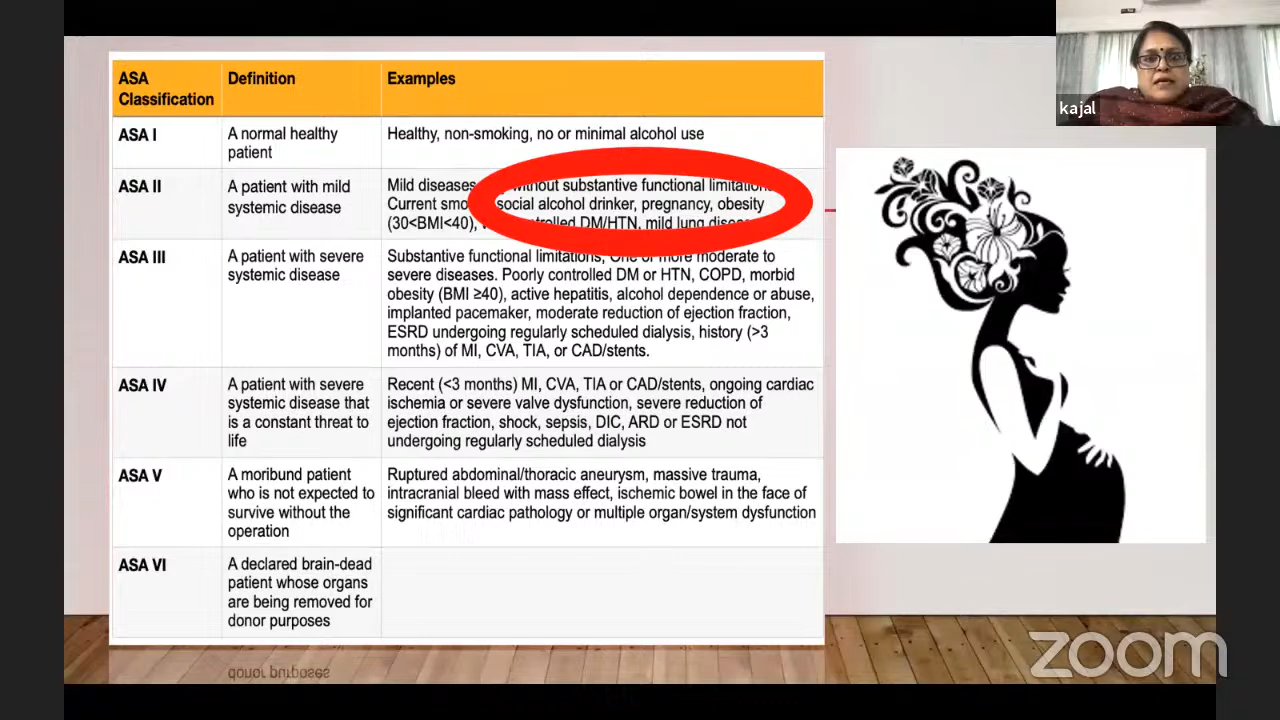 kajal
ASA
Classification
Definition
Examples
ASA I
A normal healthy
patient
Healthy, non-smoking, no or minimal alcohol use
ASA II
A patient with mild
systemic disease
Mild diseases without substantive functional limitations
Current social alcohol drinker, pregnancy, obesity
(30<BMI<40), DM/HTN, mild lung
ASA III
A patient with severe
systemic disease
Substantive functional limitations; One or more moderate to
severe diseases. Poorly controlled DM or HTN, COPD, morbid
obesity (BMI ≥40), active hepatitis, alcohol dependence or abuse,
implanted pacemaker, moderate reduction of ejection fraction,
ESRD undergoing regularly scheduled dialysis, history (>3
months) of MI, CVA, TIA, or CAD/stents.
ASA IV
A patient with severe
systemic disease that
is a constant threat to
life
Recent (<3 months) MI, CVA, TIA or CAD/stents, ongoing cardiac
ischemia or severe valve dysfunction, severe reduction of
ejection fraction, shock, sepsis, DIC, ARD or ESRD not
undergoing regularly scheduled dialysis
ASA V
A moribund patient
who is not expected to
survive without the
operation
Ruptured abdominal/thoracic aneurysm, massive trauma,
intracranial bleed with mass effect, ischemic bowel in the face of
significant cardiac pathology or multiple organ/system dysfunction
ASA VI
A declared brain-dead
patient whose organs
are being removed for
donor purposes
zoom